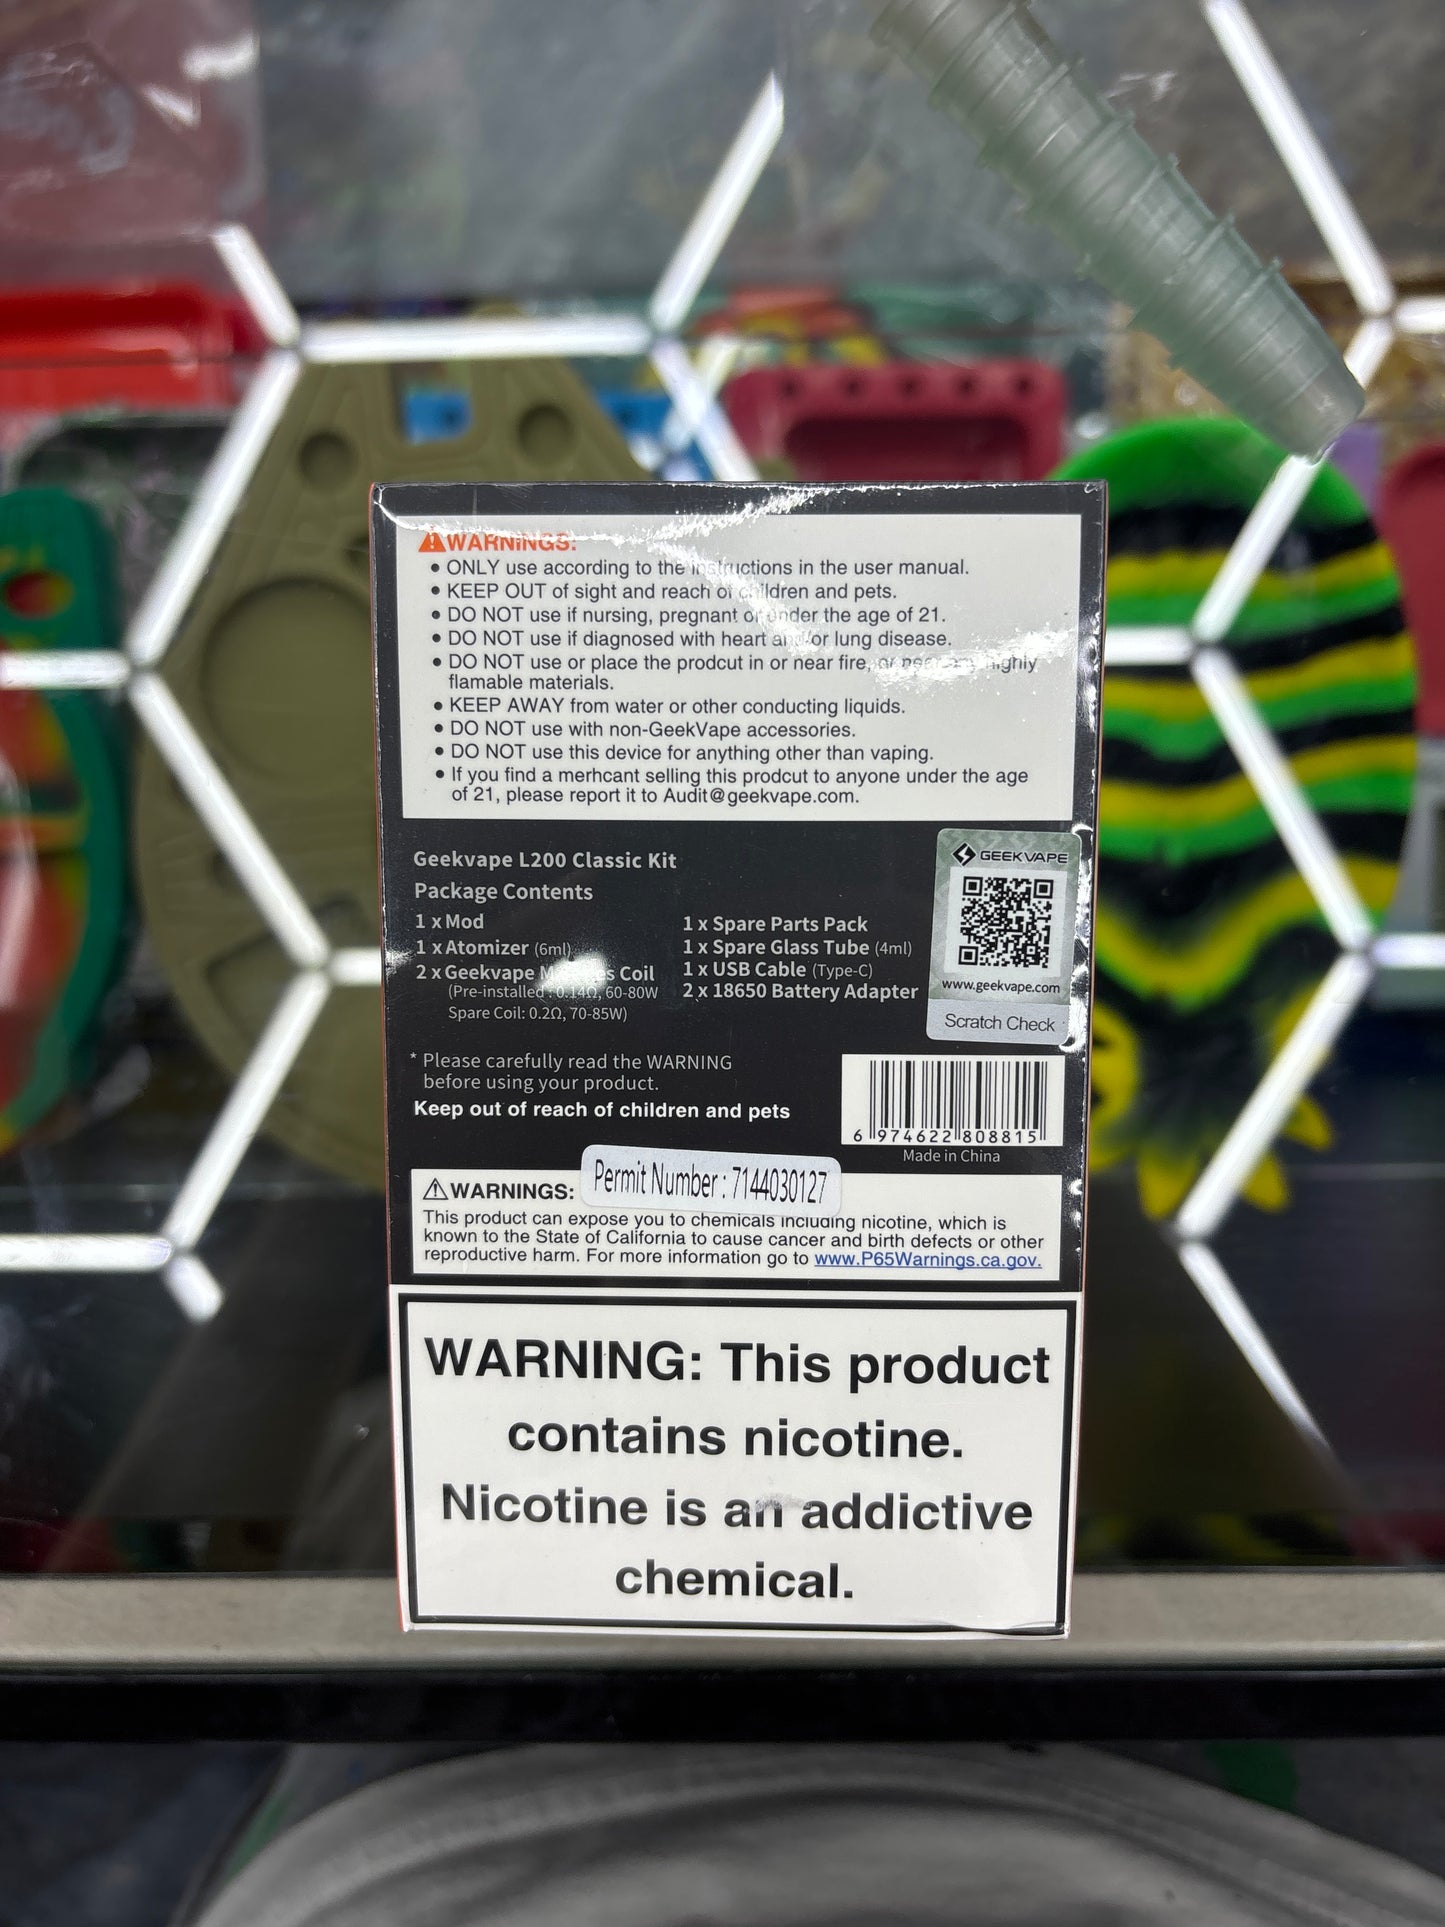 WARNINGS:
• ONLY use according to the instructions in the user manual.
• KEEP OUT of sight and reach of children and pets.
• DO NOT use if nursing, pregnant or under the age of 21.
• DO NOT use if diagnosed with heart and/or lung disease.
• DO NOT use or place the prodcut in or near fire, or near any highly
flamable materials.
• KEEP AWAY from water or other conducting liquids.
• DO NOT use with non-GeekVape accessories.
• DO NOT use this device for anything other than vaping.
• If you find a merhcant selling this prodcut to anyone under the age
of 21, please report it to Audit@geekvape.com.
Geekvape L200 Classic Kit
Package Contents
1 x Mod
1 x Atomizer (6ml)
2 x Geekvape Coil
(Pre-installed : 0.14Ω, 60-80W
Spare Coil: 0.2Ω, 70-85W)
1 x Spare Parts Pack
1 x Spare Glass Tube (4ml)
1 x USB Cable (Type-C)
2 x 18650 Battery Adapter
GEEKVAPE
www.geekvape.com
Scratch Check
* Please carefully read the WARNING
before using your product.
Keep out of reach of children and pets
6 974622 808815
Made in China
Permit Number : 7144030127
WARNINGS:
This product can expose you to chemicals including nicotine, which is
known to the State of California to cause cancer and birth defects or other
reproductive harm. For more information go to www.P65Warnings.ca.gov.
WARNING: This product
contains nicotine.
Nicotine is an addictive
chemical.